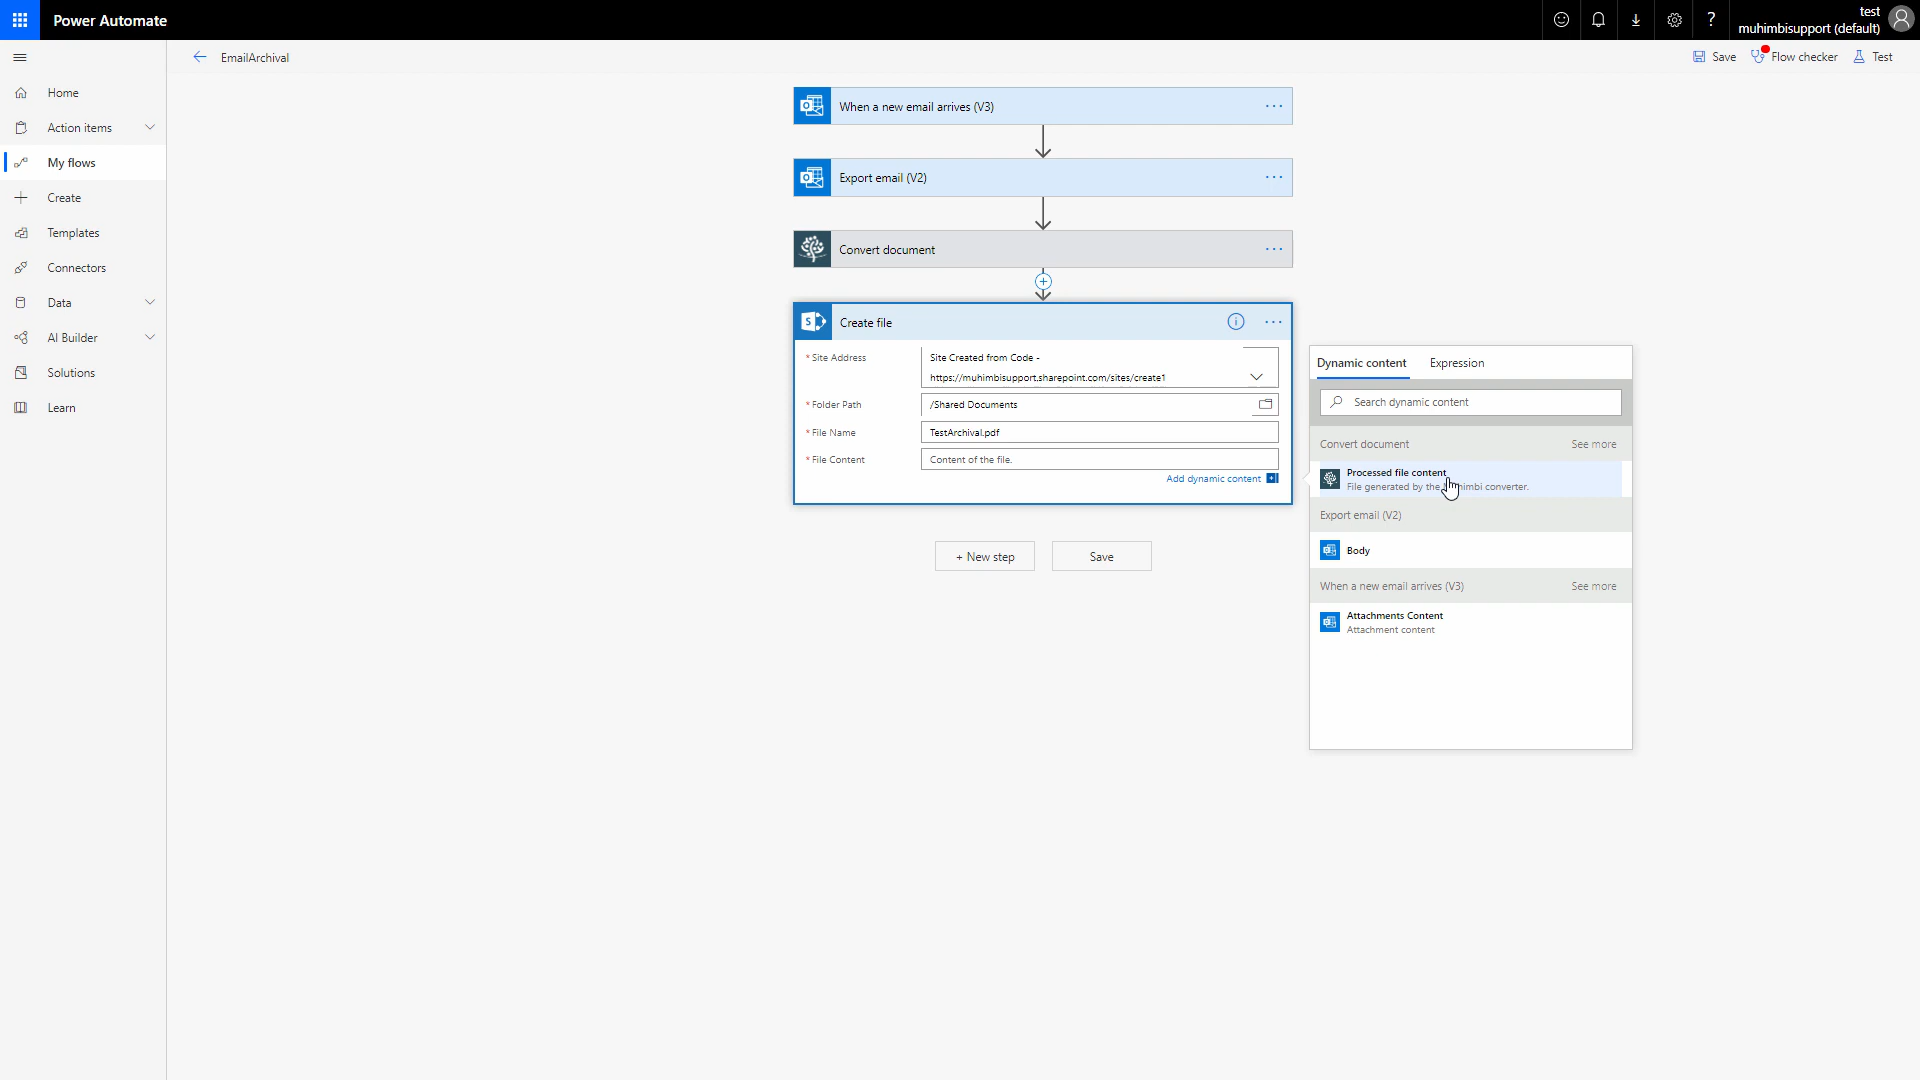 Power Automate
test
muhimbisupport (default)
EmailArchival
Save
Flow checker
Test
Home
Action items
My flows
Create
Templates
Connectors
Data
AI Builder
Solutions
Learn
When a new email arrives (V3)
Export email (V2)
Convert document
Create file
* Site Address
Site Created from Code -
https://muhimbisupport.sharepoint.com/sites/create1
* Folder Path
/Shared Documents
* File Name
TestArchival.pdf
* File Content
Content of the file.
Add dynamic content
+ New step
Save
Dynamic content
Expression
Search dynamic content
Convert document
See more
Processed file content
File generated by the Muhimbi converter.
Export email (V2)
Body
When a new email arrives (V3)
See more
Attachments Content
Attachment content